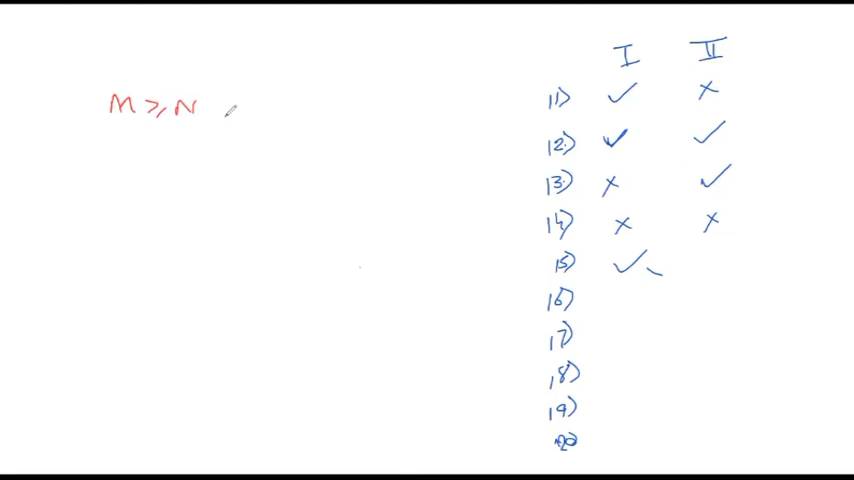 M ≥ N
I II
11) ✓ ×
12) ✓ ✓
13) × ✓
14) × ×
15) ✓
16)
17)
18)
19)
20)